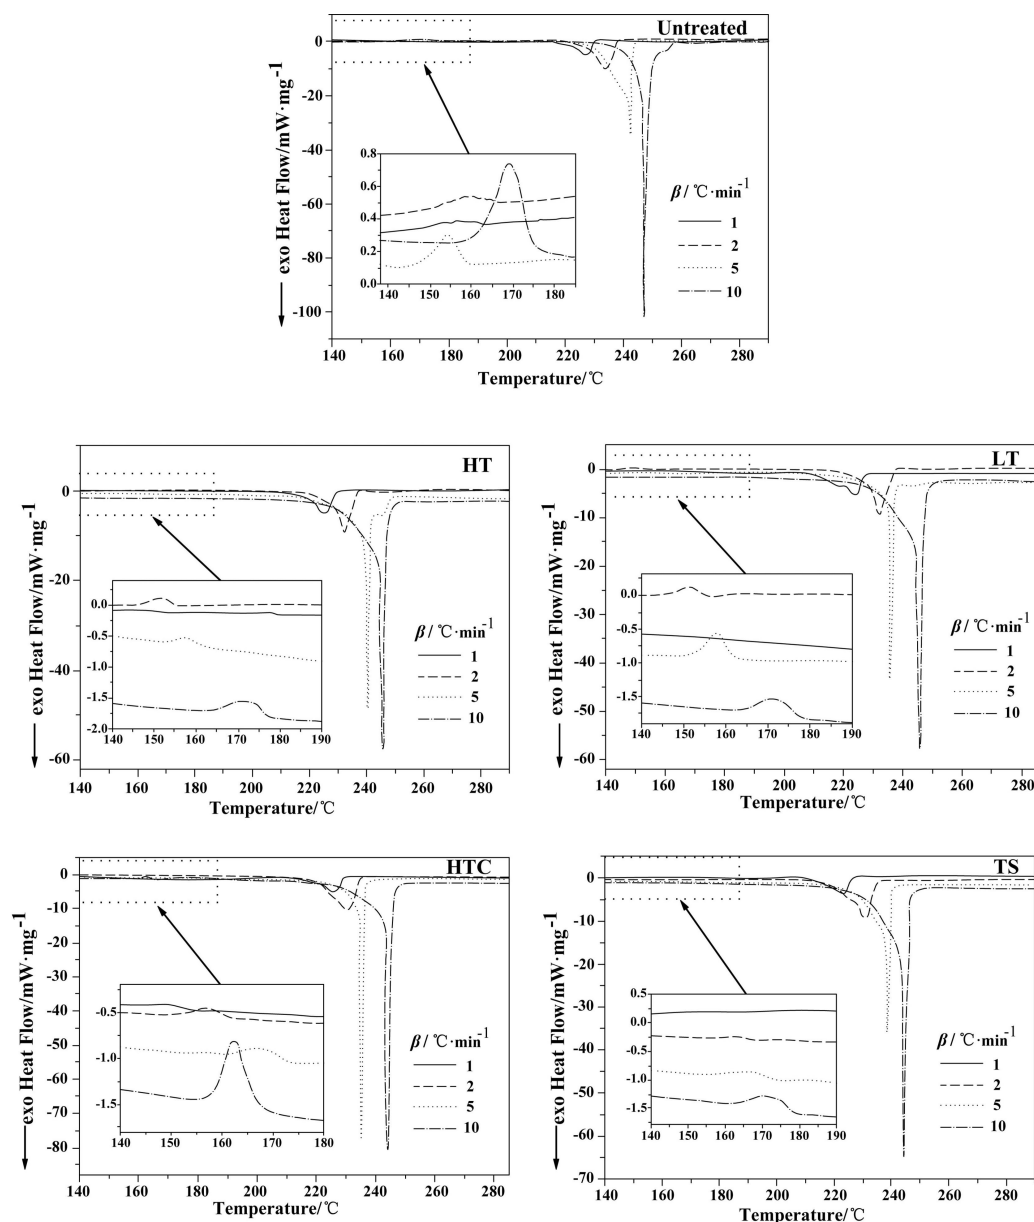 Untreated
exo Heat Flow/mW·mg-1
0
-20
-40
-60
-80
-100
0.8
0.6
0.4
0.2
0.0
140 150 160 170 180
β/ ℃·min-1
1
2
5
10
140 160 180 200 220 240 260 280
Temperature/℃
HT
exo Heat Flow/mW·mg-1
0
-20
-40
-60
0.0
-0.5
-1.0
-1.5
-2.0
140 150 160 170 180 190
β/ ℃·min-1
1
2
5
10
140 160 180 200 220 240 260 280
Temperature/℃
LT
exo Heat Flow/mW·mg-1
0
-10
-20
-30
-40
-50
-60
0.0
-0.5
-1.0
-1.5
140 150 160 170 180 190
β/ ℃·min-1
1
2
5
10
140 160 180 200 220 240 260 280
Temperature/℃
HTC
exo Heat Flow/mW·mg-1
0
-10
-20
-30
-40
-50
-60
-70
-80
-0.5
-1.0
-1.5
140 150 160 170 180
β/ ℃·min-1
1
2
5
10
140 160 180 200 220 240 260 280
Temperature/℃
TS
exo Heat Flow/mW·mg-1
0
-10
-20
-30
-40
-50
-60
-70
0.5
0.0
-0.5
-1.0
-1.5
140 150 160 170 180 190
β/ ℃·min-1
1
2
5
10
140 160 180 200 220 240 260 280
Temperature/℃